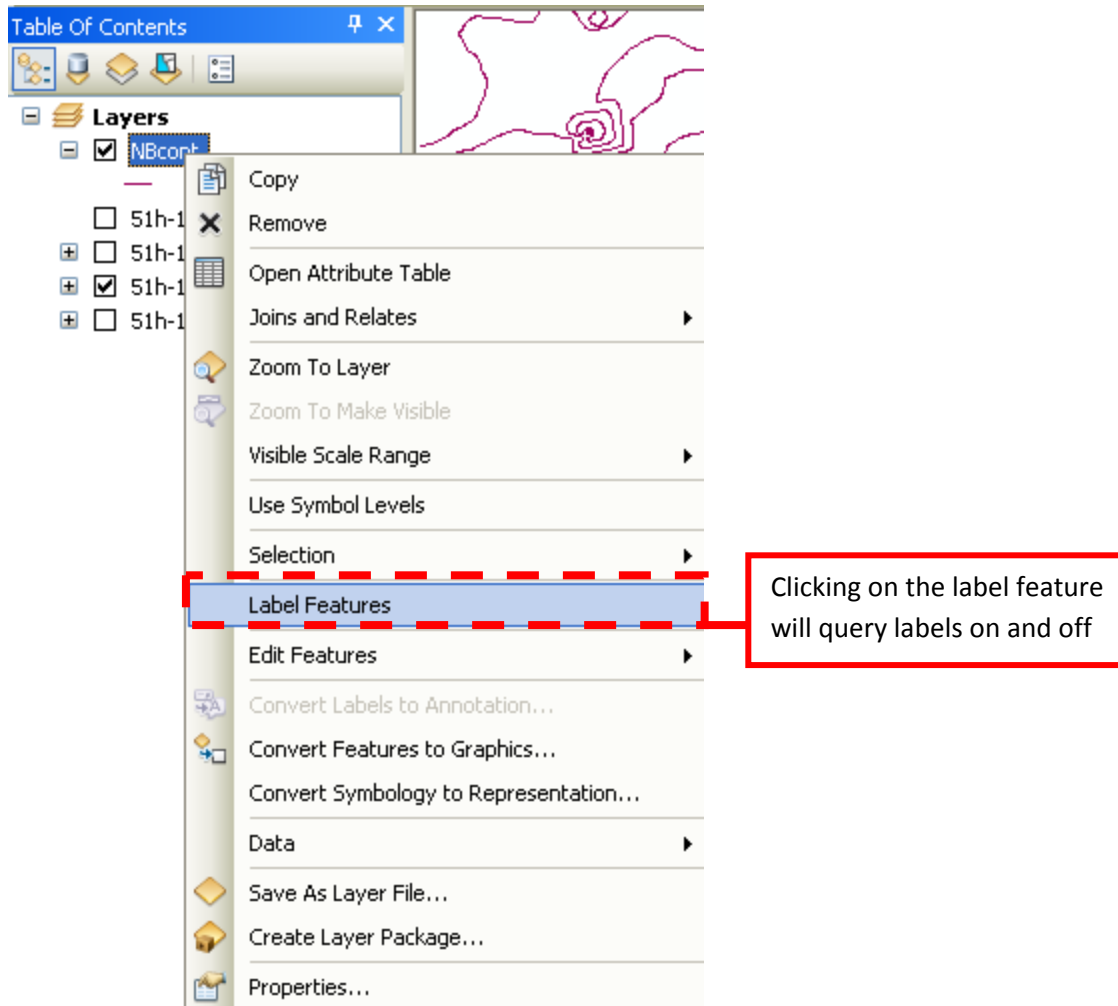 Table Of Contents
Layers
NBcont
51h-1
51h-1
51h-1
51h-1
Copy
Remove
Open Attribute Table
Joins and Relates
Zoom To Layer
Zoom To Make Visible
Visible Scale Range
Use Symbol Levels
Selection
Label Features
Edit Features
Convert Labels to Annotation...
Convert Features to Graphics...
Convert Symbology to Representation...
Data
Save As Layer File...
Create Layer Package...
Properties...
Clicking on the label feature
will query labels on and off